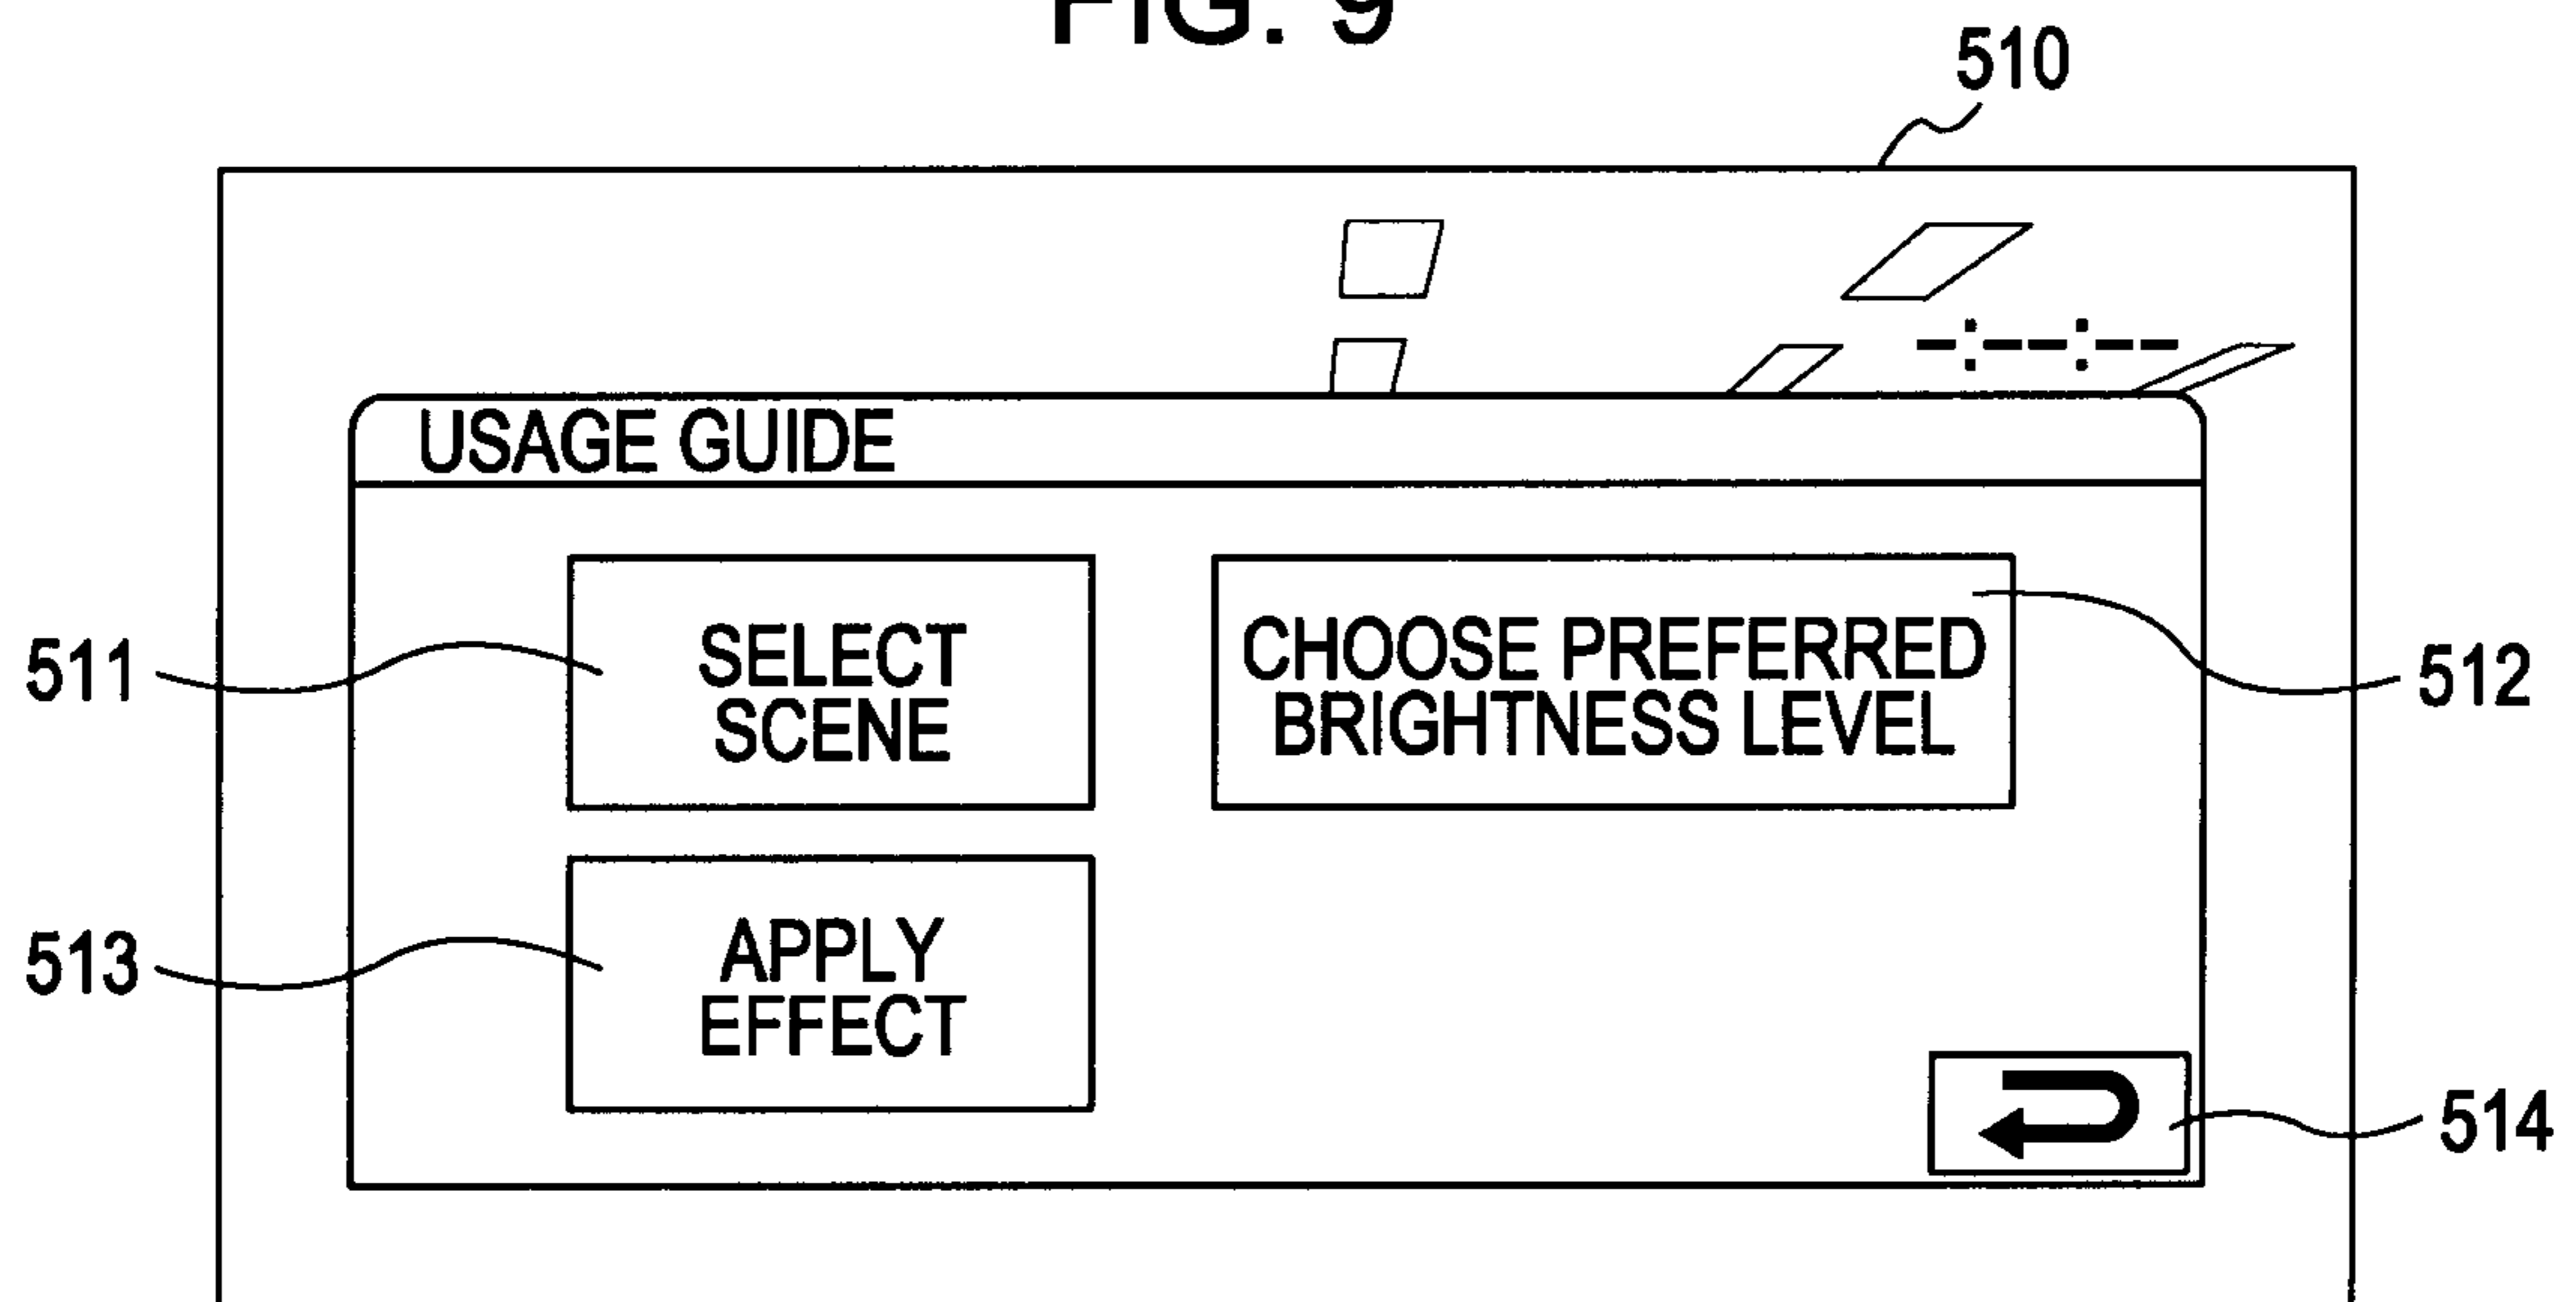 FIG. 9
510
USAGE GUIDE
511
SELECT
SCENE
CHOOSE PREFERRED
BRIGHTNESS LEVEL
512
513
APPLY
EFFECT
514